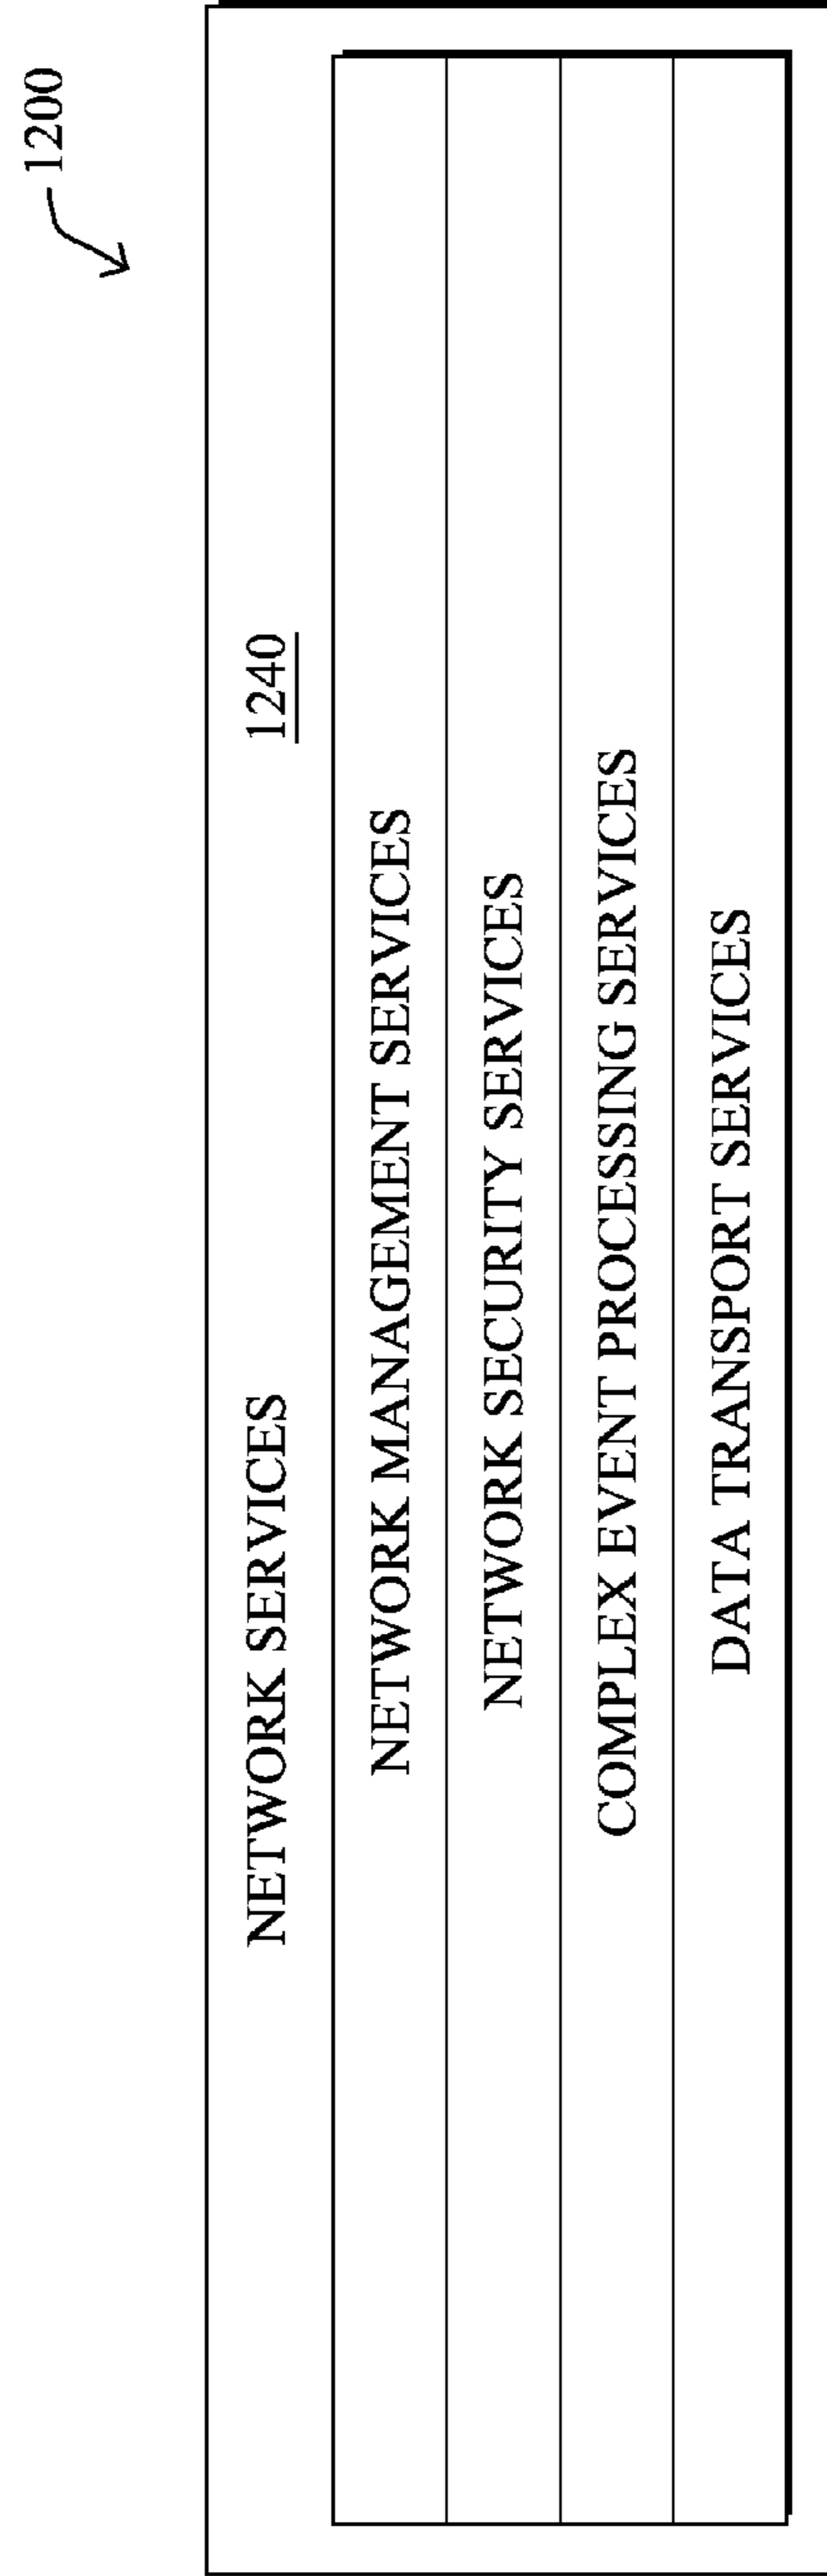 1200
NETWORK SERVICES 1240
NETWORK MANAGEMENT SERVICES
NETWORK SECURITY SERVICES
COMPLEX EVENT PROCESSING SERVICES
DATA TRANSPORT SERVICES